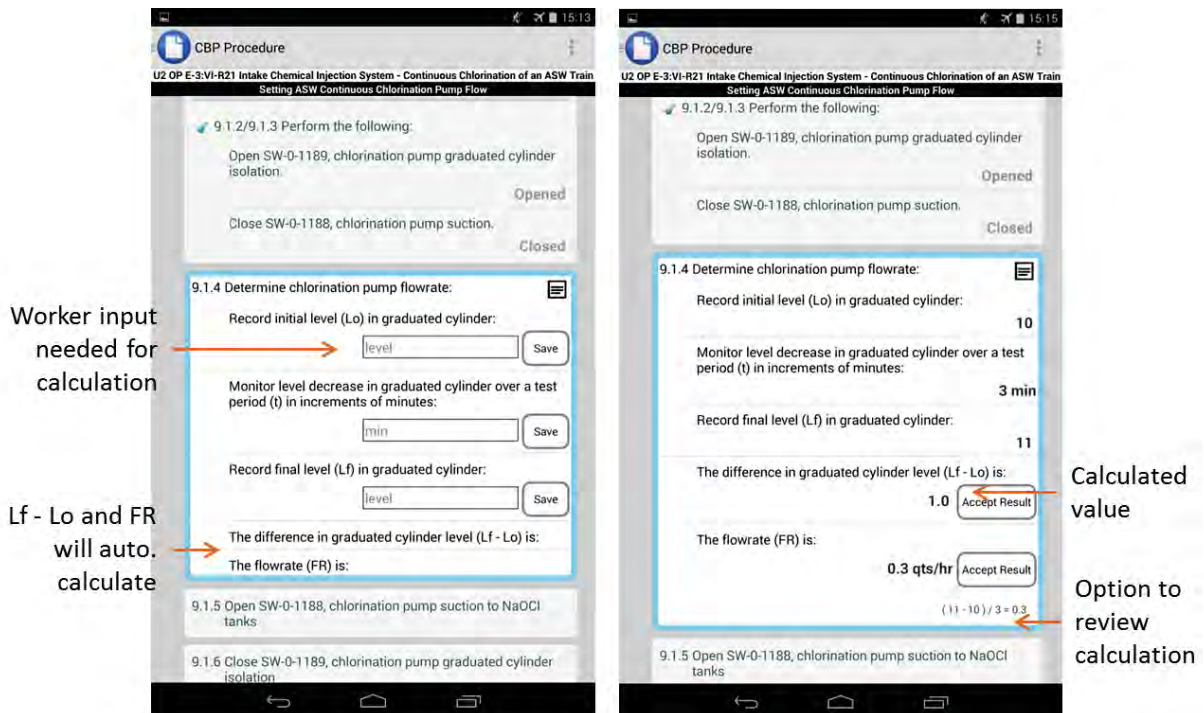 15:13
CBP Procedure
U2 OP E-3:VI-R21 Intake Chemical Injection System - Continuous Chlorination of an ASW Train
Setting ASW Continuous Chlorination Pump Flow
9.1.2/9.1.3 Perform the following:
Open SW-0-1189, chlorination pump graduated cylinder
isolation.
Opened
Close SW-0-1188, chlorination pump suction.
Closed
9.1.4 Determine chlorination pump flowrate:
Record initial level (Lo) in graduated cylinder:
level Save
Monitor level decrease in graduated cylinder over a test
period (t) in increments of minutes:
min Save
Record final level (Lf) in graduated cylinder:
level Save
The difference in graduated cylinder level (Lf - Lo) is:
The flowrate (FR) is:
9.1.5 Open SW-0-1188, chlorination pump suction to NaOCl
tanks
9.1.6 Close SW-0-1189, chlorination pump graduated cylinder
isolation
Worker input
needed for
calculation
Lf - Lo and FR
will auto.
calculate
15:15
CBP Procedure
U2 OP E-3:VI-R21 Intake Chemical Injection System - Continuous Chlorination of an ASW Train
Setting ASW Continuous Chlorination Pump Flow
9.1.2/9.1.3 Perform the following:
Open SW-0-1189, chlorination pump graduated cylinder
isolation.
Opened
Close SW-0-1188, chlorination pump suction.
Closed
9.1.4 Determine chlorination pump flowrate:
Record initial level (Lo) in graduated cylinder:
10
Monitor level decrease in graduated cylinder over a test
period (t) in increments of minutes:
3 min
Record final level (Lf) in graduated cylinder:
11
The difference in graduated cylinder level (Lf - Lo) is:
1.0 Accept Result
The flowrate (FR) is:
0.3 qts/hr Accept Result
( 11 - 10 ) / 3 = 0.3
9.1.5 Open SW-0-1188, chlorination pump suction to NaOCl
tanks
Calculated
value
Option to
review
calculation